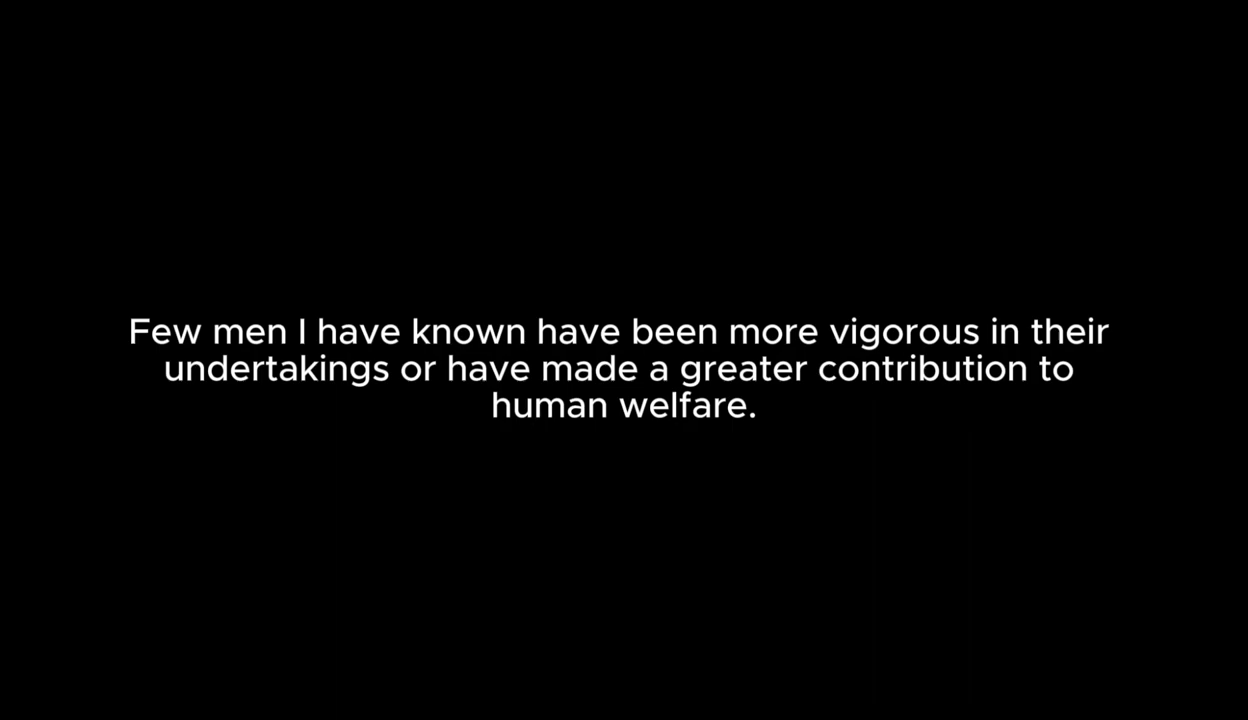 Few men I have known have been more vigorous in their
undertakings or have made a greater contribution to
human welfare.